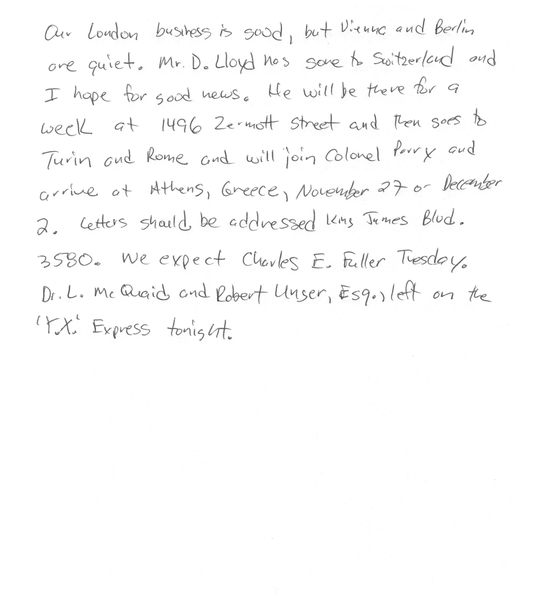 Our London business is good, but Vienna and Berlin
are quiet. Mr. D. Lloyd has gone to Switzerland and
I hope for good news. He will be there for a
week at 1496 Zermott Street and then goes to
Turin and Rome and will join Colonel Parry and
arrive at Athens, Greece, November 27 or December
2. Letters should be addressed King James Blvd.
3580. We expect Charles E. Fuller Tuesday.
Dr. L. McQuaid and Robert Unser, Esq., left on the
'Y.X.' Express tonight.